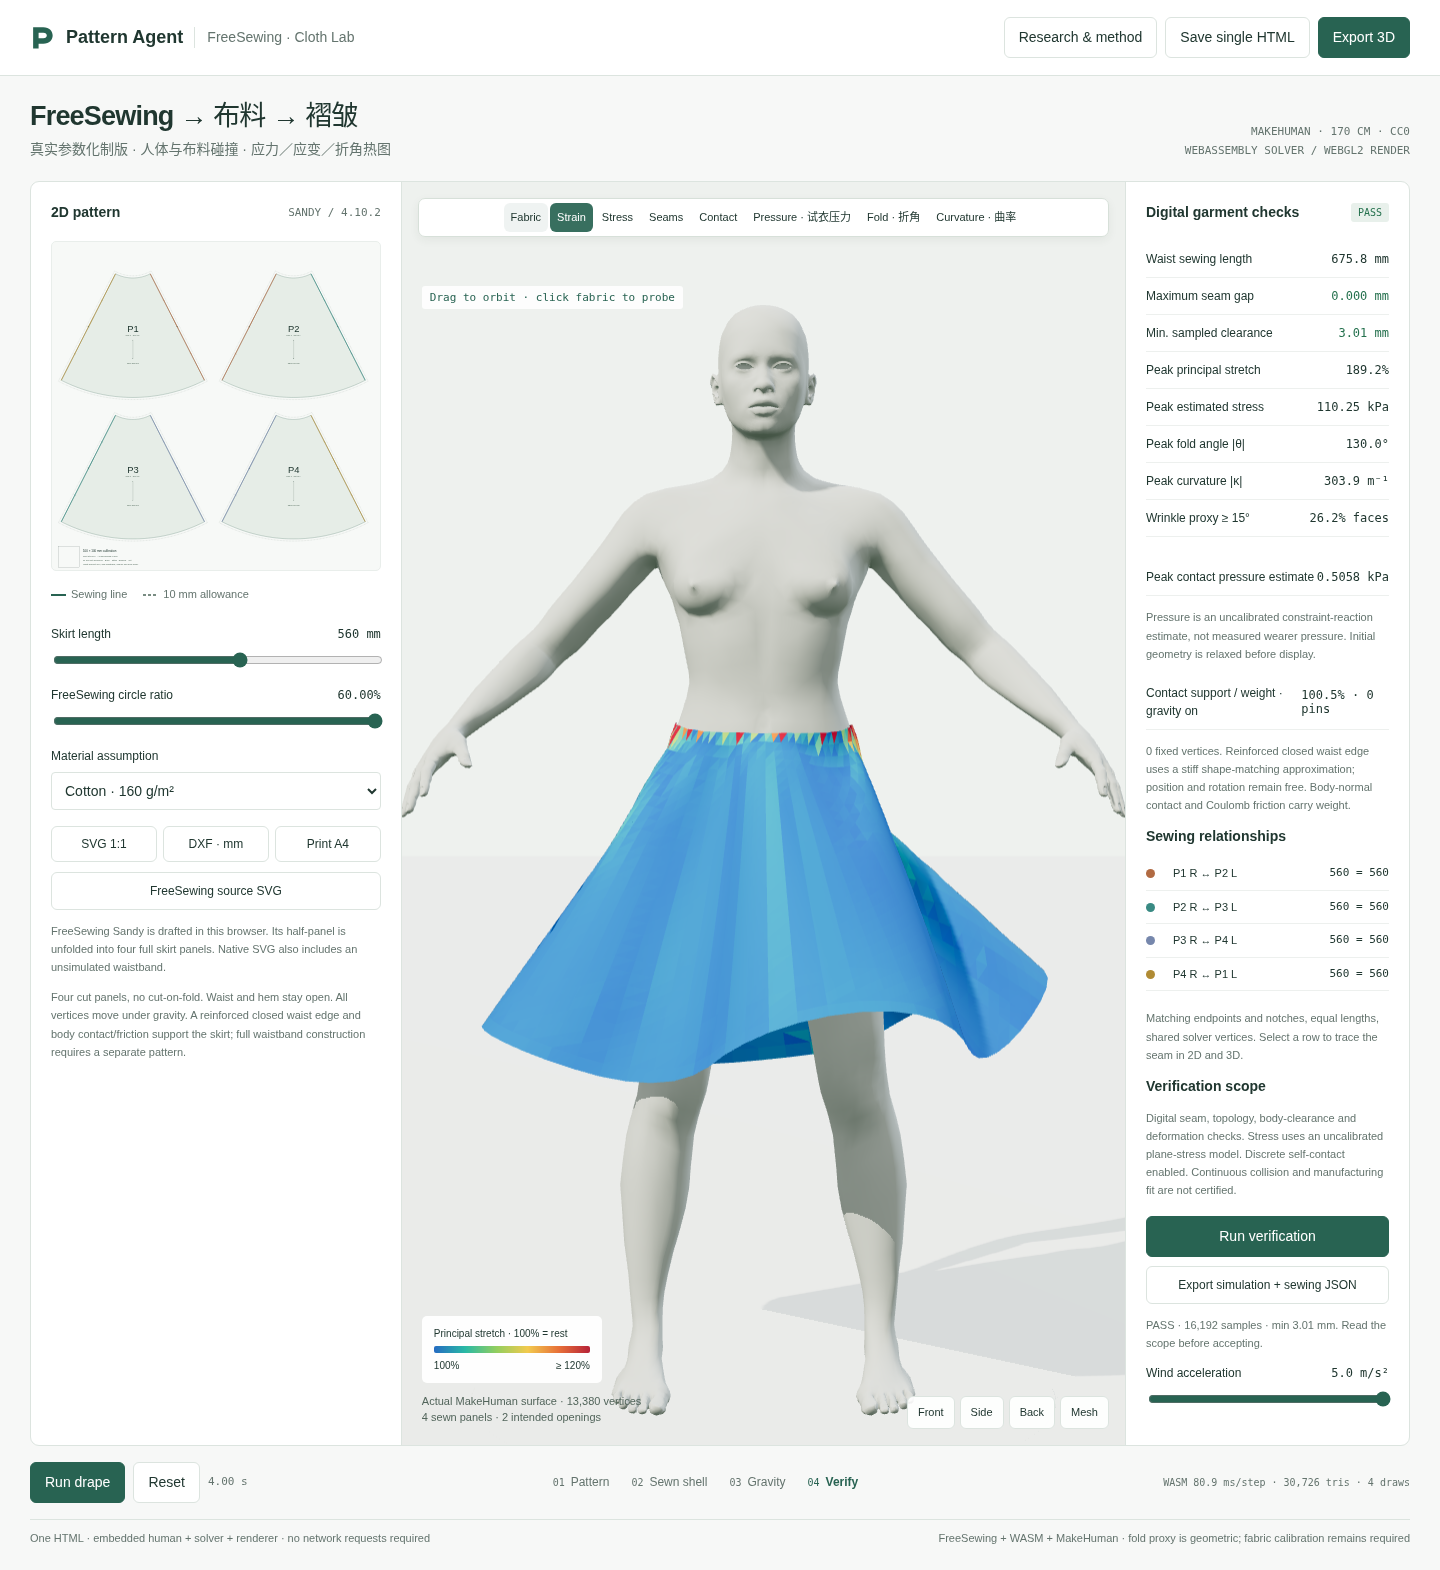 Pattern Agent
FreeSewing · Cloth Lab
Research & method
Save single HTML
Export 3D
FreeSewing → 布料 → 褶皱
真实参数化制版 · 人体与布料碰撞 · 应力／应变／折角热图
MAKEHUMAN · 170 CM · CC0
WEBASSEMBLY SOLVER / WEBGL2 RENDER
2D pattern
SANDY / 4.10.2
P1
P2
P3
P4
Sewing line
10 mm allowance
Skirt length
560 mm
FreeSewing circle ratio
60.00%
Material assumption
Cotton · 160 g/m²
SVG 1:1
DXF · mm
Print A4
FreeSewing source SVG
FreeSewing Sandy is drafted in this browser. Its half-panel is
unfolded into four full skirt panels. Native SVG also includes an
unsimulated waistband.
Four cut panels, no cut-on-fold. Waist and hem stay open. All
vertices move under gravity. A reinforced closed waist edge and
body contact/friction support the skirt; full waistband construction
requires a separate pattern.
Fabric
Strain
Stress
Seams
Contact
Pressure · 试衣压力
Fold · 折角
Curvature · 曲率
Drag to orbit · click fabric to probe
Principal stretch · 100% = rest
100%
≥ 120%
Actual MakeHuman surface · 13,380 vertices
4 sewn panels · 2 intended openings
Front
Side
Back
Mesh
Digital garment checks
PASS
Waist sewing length
675.8 mm
Maximum seam gap
0.000 mm
Min. sampled clearance
3.01 mm
Peak principal stretch
189.2%
Peak estimated stress
110.25 kPa
Peak fold angle |θ|
130.0°
Peak curvature |κ|
303.9 m⁻¹
Wrinkle proxy ≥ 15°
26.2% faces
Peak contact pressure estimate
0.5058 kPa
Pressure is an uncalibrated constraint-reaction
estimate, not measured wearer pressure. Initial
geometry is relaxed before display.
Contact support / weight ·
gravity on
100.5% · 0
pins
0 fixed vertices. Reinforced closed waist edge
uses a stiff shape-matching approximation;
position and rotation remain free. Body-normal
contact and Coulomb friction carry weight.
Sewing relationships
P1 R ↔ P2 L
560 = 560
P2 R ↔ P3 L
560 = 560
P3 R ↔ P4 L
560 = 560
P4 R ↔ P1 L
560 = 560
Matching endpoints and notches, equal lengths,
shared solver vertices. Select a row to trace the
seam in 2D and 3D.
Verification scope
Digital seam, topology, body-clearance and
deformation checks. Stress uses an uncalibrated
plane-stress model. Discrete self-contact
enabled. Continuous collision and manufacturing
fit are not certified.
Run verification
Export simulation + sewing JSON
PASS · 16,192 samples · min 3.01 mm. Read the
scope before accepting.
Wind acceleration
5.0 m/s²
Run drape
Reset
4.00 s
01 Pattern
02 Sewn shell
03 Gravity
04 Verify
WASM 80.9 ms/step · 30,726 tris · 4 draws
One HTML · embedded human + solver + renderer · no network requests required
FreeSewing + WASM + MakeHuman · fold proxy is geometric; fabric calibration remains required